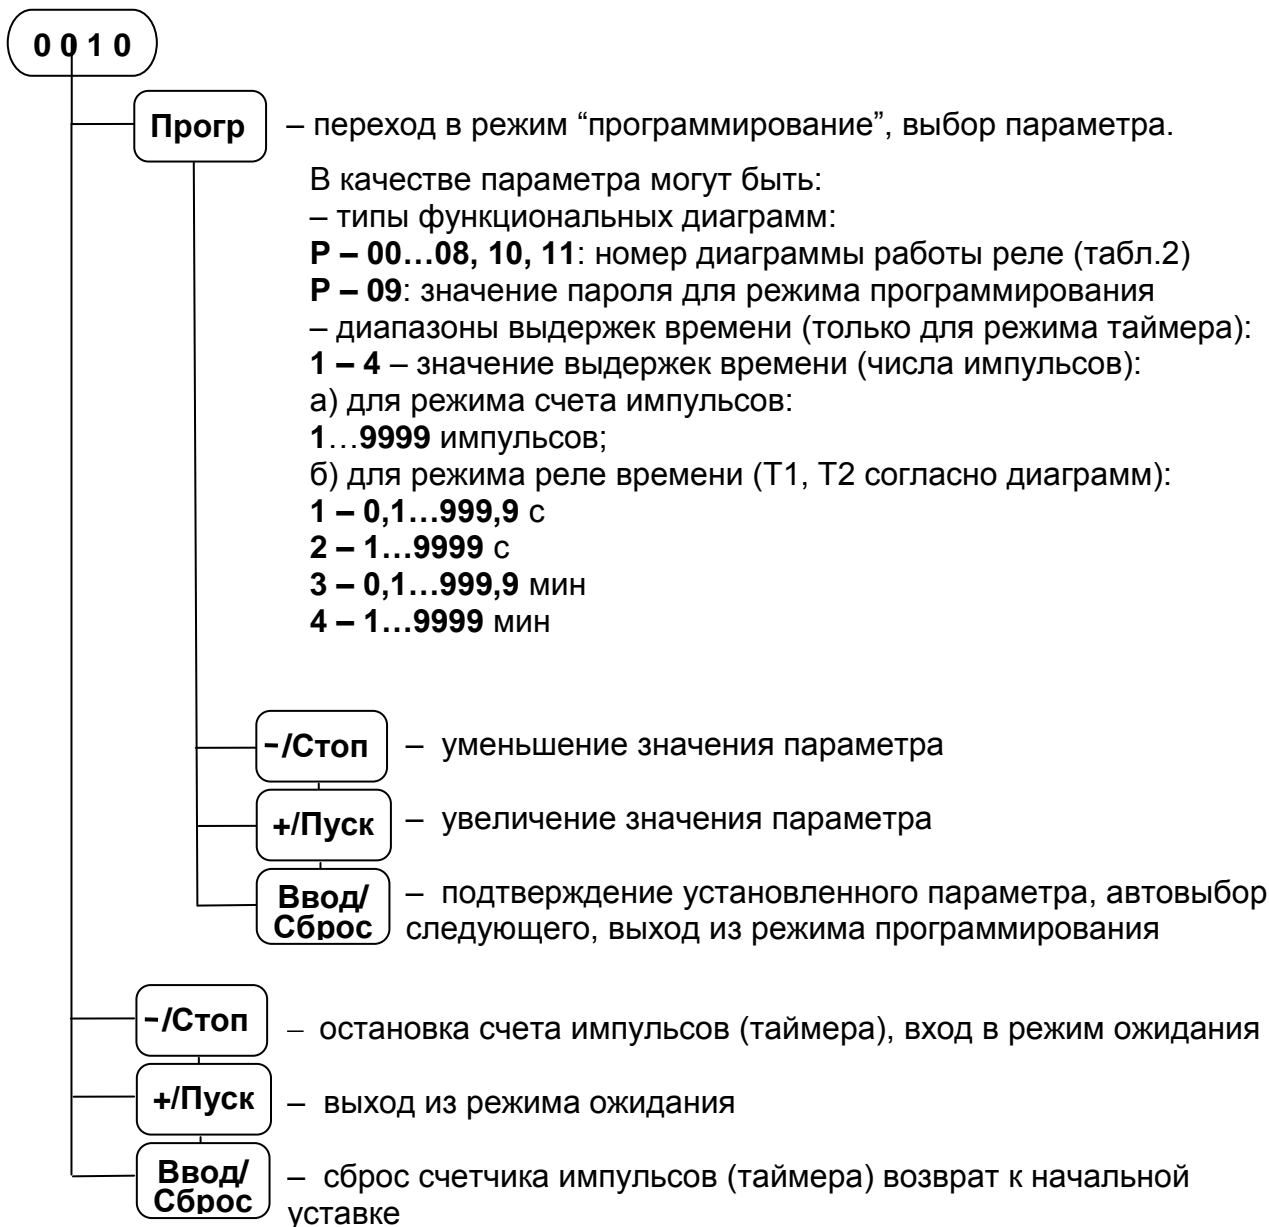 0 0 1 0
Прогр – переход в режим “программирование”, выбор параметра.
В качестве параметра могут быть:
– типы функциональных диаграмм:
Р – 00…08, 10, 11: номер диаграммы работы реле (табл.2)
Р – 09: значение пароля для режима программирования
– диапазоны выдержек времени (только для режима таймера):
1 – 4 – значение выдержек времени (числа импульсов):
а) для режима счета импульсов:
1…9999 импульсов;
б) для режима реле времени (Т1, Т2 согласно диаграмм):
1 – 0,1…999,9 с
2 – 1…9999 с
3 – 0,1…999,9 мин
4 – 1…9999 мин
-/Стоп – уменьшение значения параметра
+/Пуск – увеличение значения параметра
Ввод/ – подтверждение установленного параметра, автовыбор
Сброс следующего, выход из режима программирования
-/Стоп – остановка счета импульсов (таймера), вход в режим ожидания
+/Пуск – выход из режима ожидания
Ввод/ – сброс счетчика импульсов (таймера) возврат к начальной
Сброс уставке